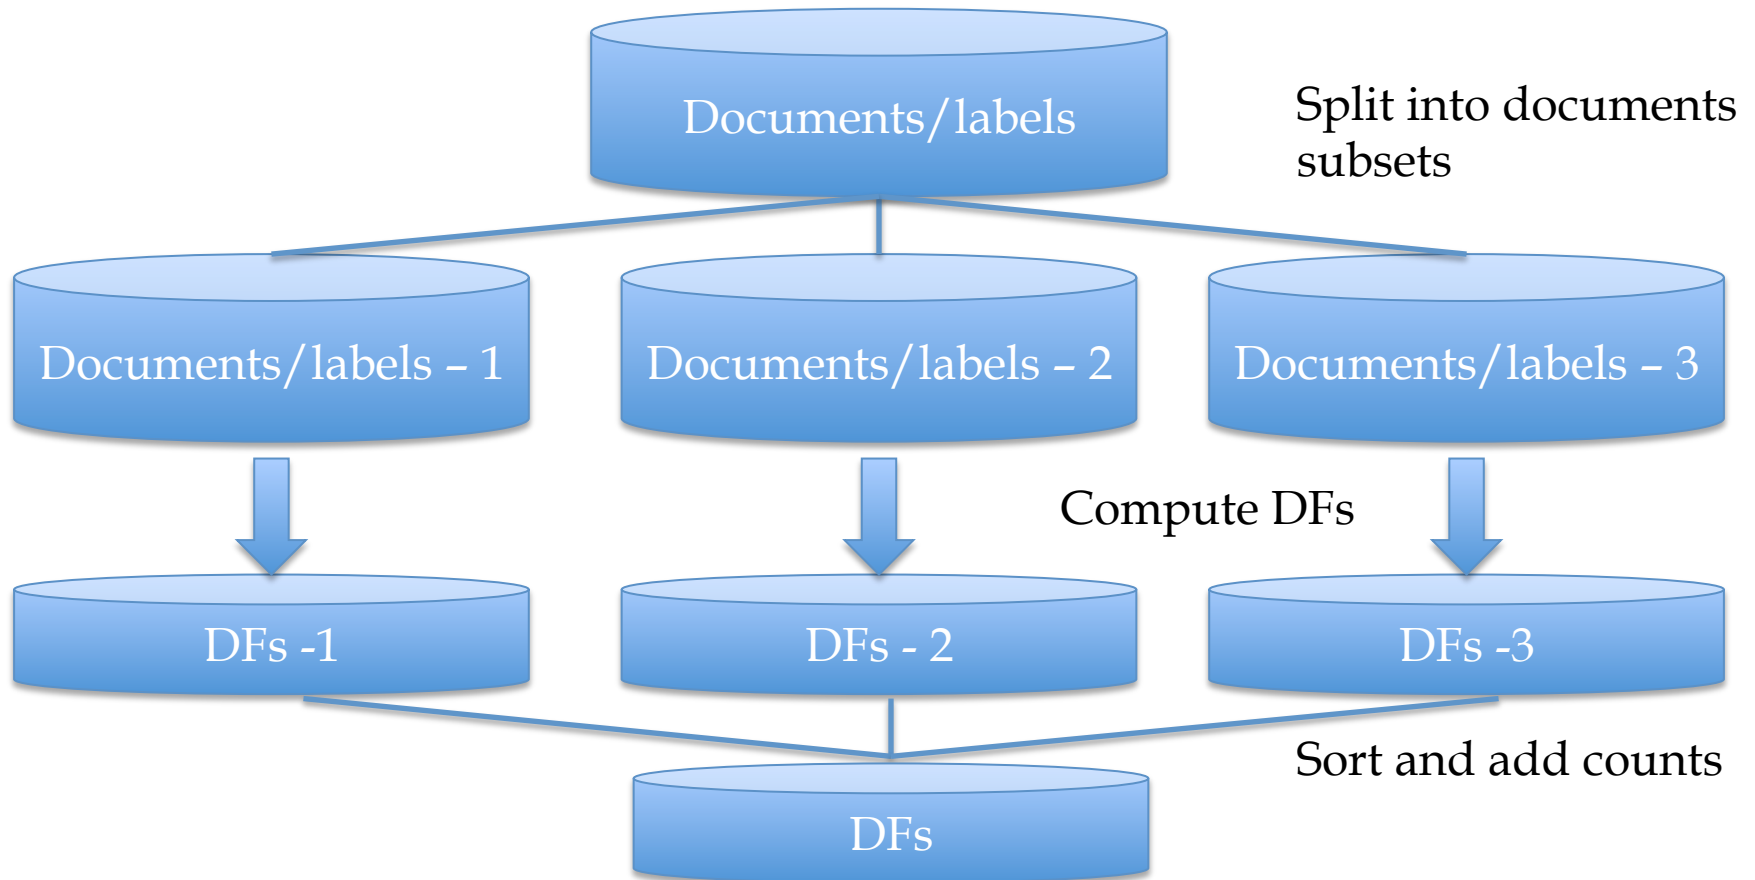 Documents/labels
Split into documents
subsets
Documents/labels – 1
Documents/labels – 2
Documents/labels – 3
Compute DFs
DFs -1
DFs - 2
DFs -3
Sort and add counts
DFs